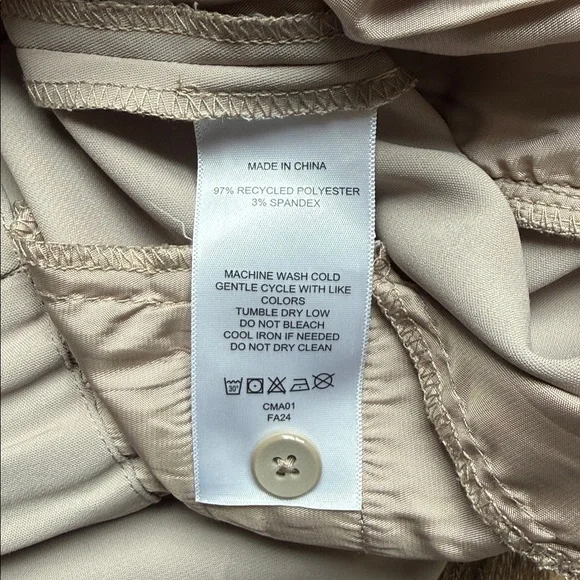 MADE IN CHINA
97% RECYCLED POLYESTER
3% SPANDEX
MACHINE WASH COLD
GENTLE CYCLE WITH LIKE
COLORS
TUMBLE DRY LOW
DO NOT BLEACH
COOL IRON IF NEEDED
DO NOT DRY CLEAN
30°
CMA01
FA24